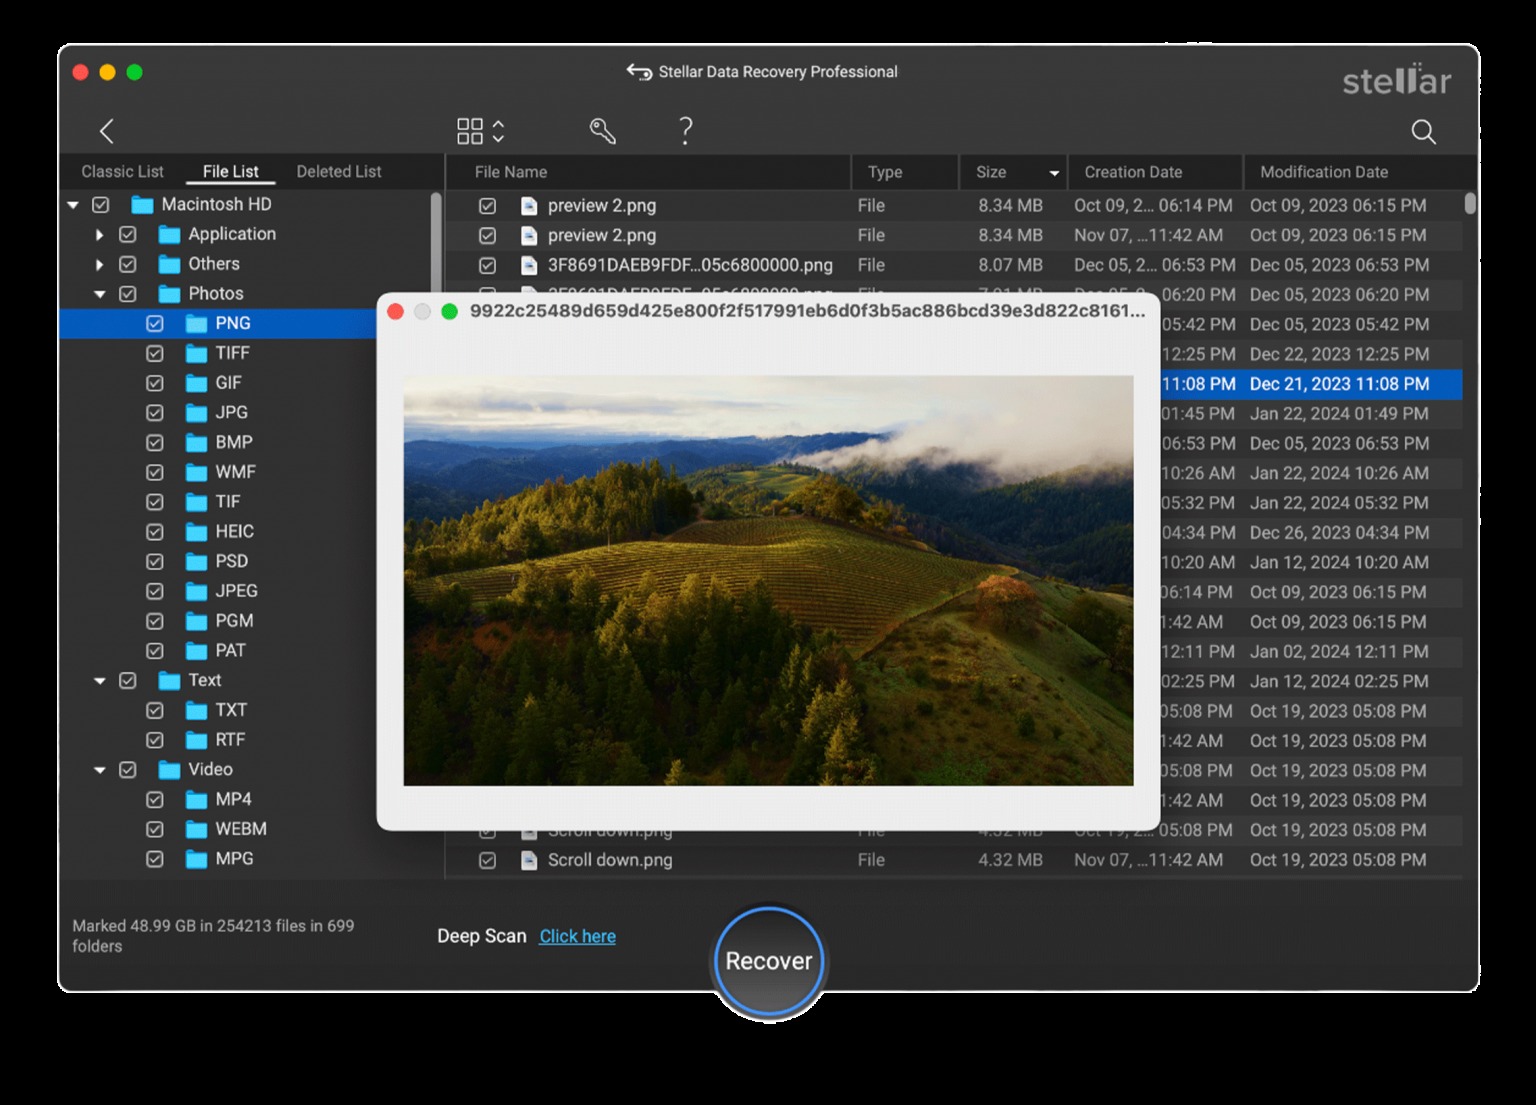 Stellar Data Recovery Professional
stellar
?
Classic List File List Deleted List
File Name Type Size Creation Date Modification Date
Macintosh HD
Application
Others
Photos
PNG
TIFF
GIF
JPG
BMP
WMF
TIF
HEIC
PSD
JPEG
PGM
PAT
Text
TXT
RTF
Video
MP4
WEBM
MPG
preview 2.png File 8.34 MB Oct 09, 2... 06:14 PM Oct 09, 2023 06:15 PM
preview 2.png File 8.34 MB Nov 07, ...11:42 AM Oct 09, 2023 06:15 PM
3F8691DAEB9FDF...05c6800000.png File 8.07 MB Dec 05, 2... 06:53 PM Dec 05, 2023 06:53 PM
06:20 PM Dec 05, 2023 06:20 PM
9922c25489d659d425e800f2f517991eb6d0f3b5ac886bcd39e3d822c8161...
05:42 PM Dec 05, 2023 05:42 PM
12:25 PM Dec 22, 2023 12:25 PM
11:08 PM Dec 21, 2023 11:08 PM
01:45 PM Jan 22, 2024 01:49 PM
06:53 PM Dec 05, 2023 06:53 PM
10:26 AM Jan 22, 2024 10:26 AM
05:32 PM Jan 22, 2024 05:32 PM
04:34 PM Dec 26, 2023 04:34 PM
10:20 AM Jan 12, 2024 10:20 AM
06:14 PM Oct 09, 2023 06:15 PM
1:42 AM Oct 09, 2023 06:15 PM
12:11 PM Jan 02, 2024 12:11 PM
02:25 PM Jan 12, 2024 02:25 PM
05:08 PM Oct 19, 2023 05:08 PM
1:42 AM Oct 19, 2023 05:08 PM
05:08 PM Oct 19, 2023 05:08 PM
1:42 AM Oct 19, 2023 05:08 PM
Scroll down.png File 4.32 MB Oct 19, 2... 05:08 PM Oct 19, 2023 05:08 PM
Scroll down.png File 4.32 MB Nov 07, ...11:42 AM Oct 19, 2023 05:08 PM
Marked 48.99 GB in 254213 files in 699
folders
Deep Scan Click here
Recover